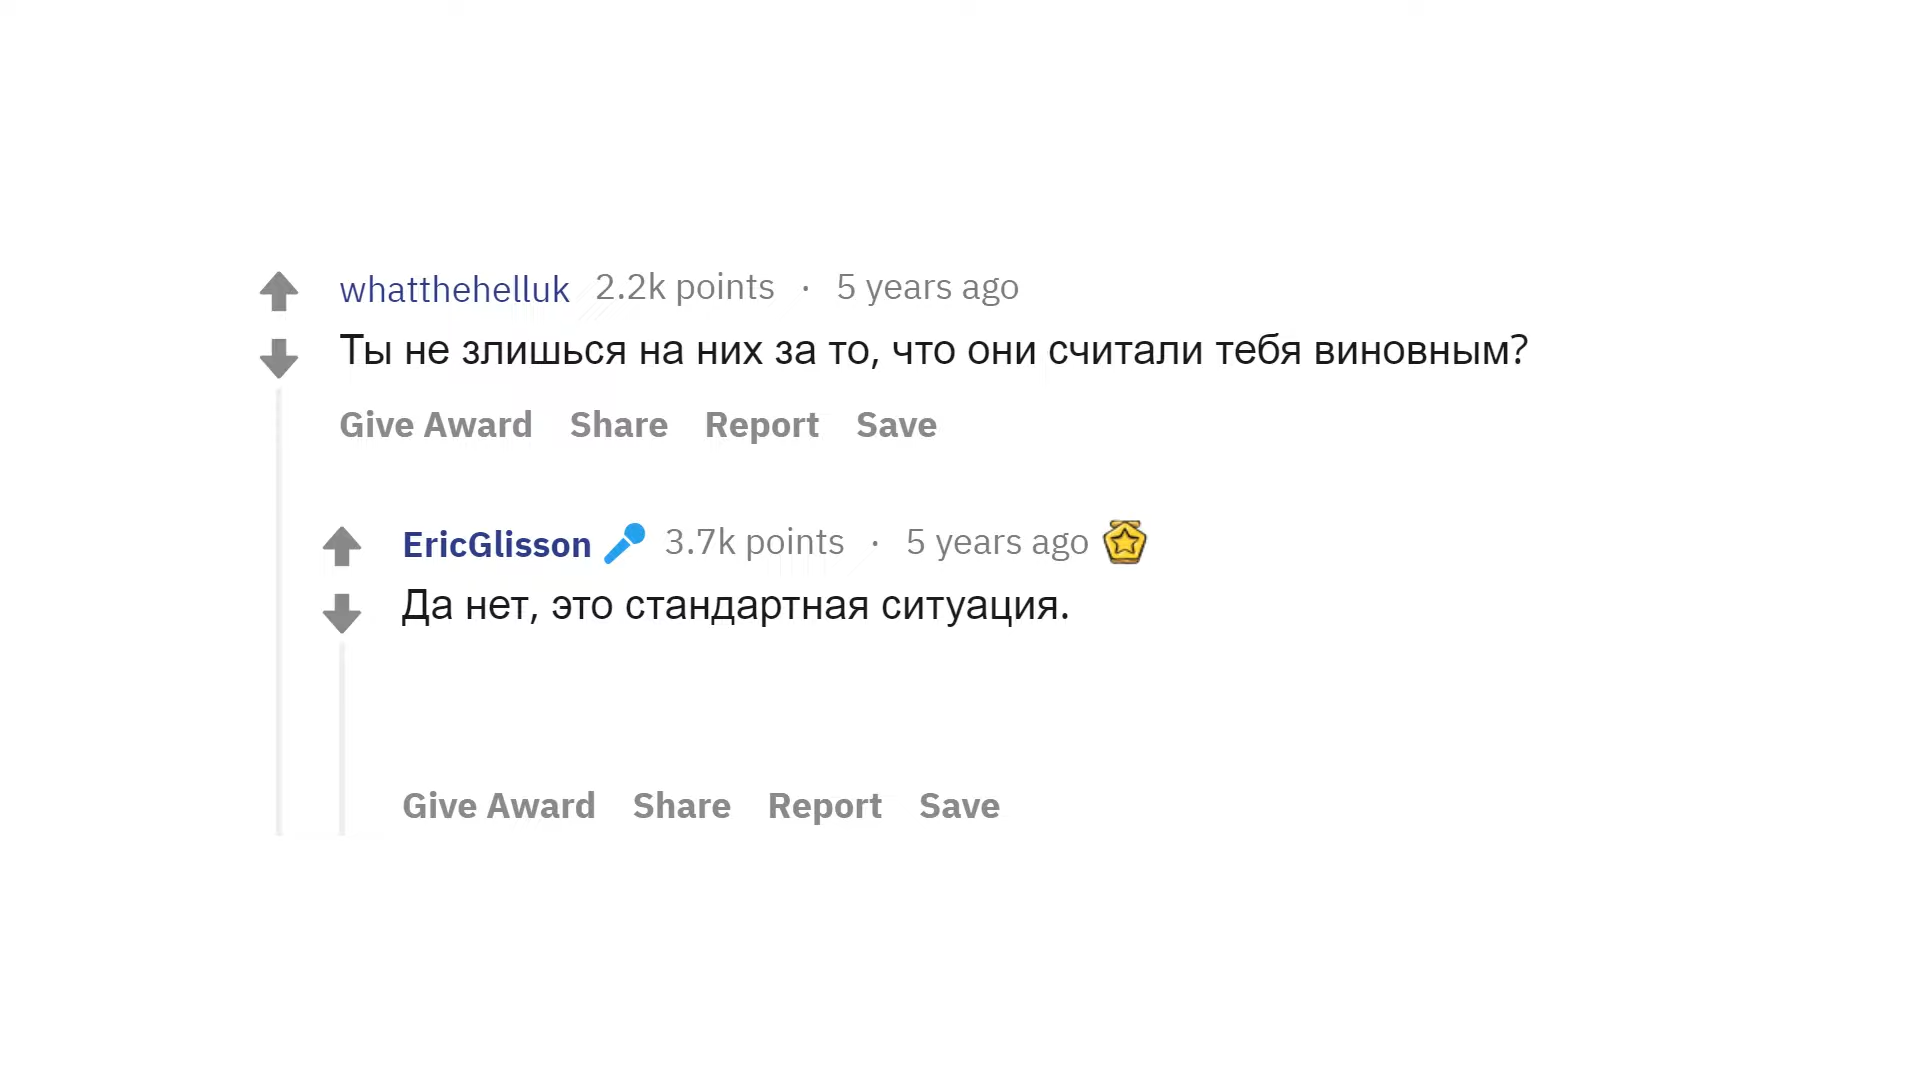 whatthehelluk 2.2k points · 5 years ago
Ты не злишься на них за то, что они считали тебя виновным?
Give Award Share Report Save
EricGlisson 3.7k points · 5 years ago
Да нет, это стандартная ситуация.
Give Award Share Report Save